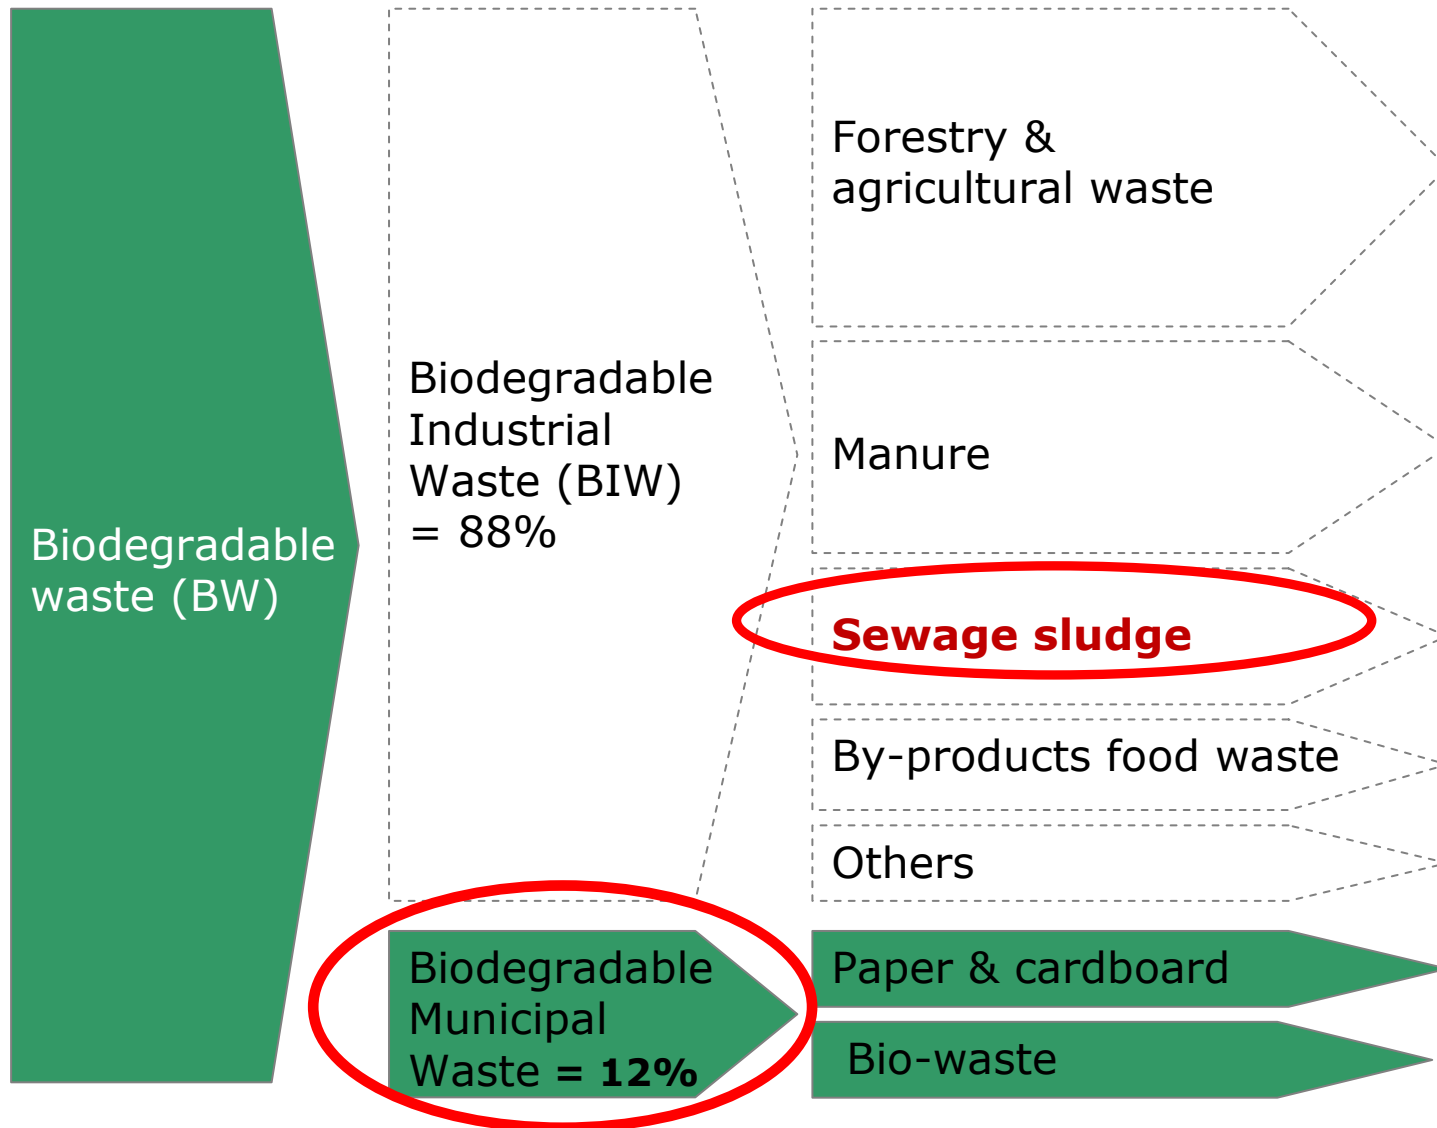 Biodegradable
waste (BW)
Biodegradable
Industrial
Waste (BIW)
= 88%
Biodegradable
Municipal
Waste = 12%
Forestry &
agricultural waste
Manure
Sewage sludge
By-products food waste
Others
Paper & cardboard
Bio-waste